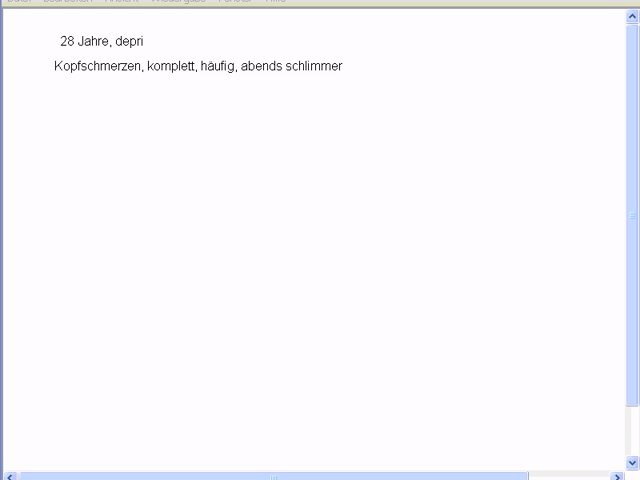 28 Jahre, depri
Kopfschmerzen, komplett, häufig, abends schlimmer